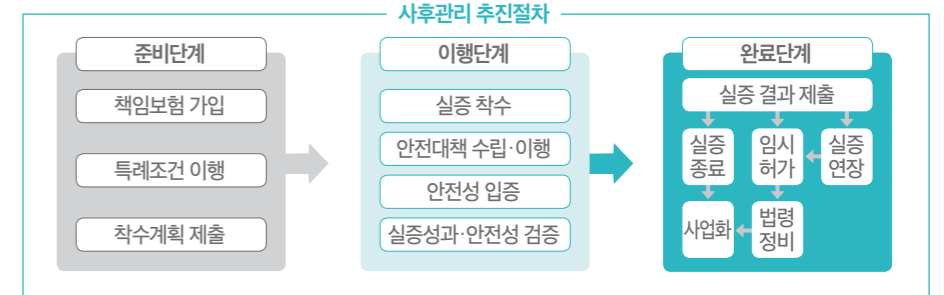 사후관리 추진절차
준비단계
책임보험 가입
특례조건 이행
착수계획 제출
이행단계
실증 착수
안전대책 수립·이행
안전성 입증
실증성과·안전성 검증
완료단계
실증 결과 제출
실증
종료
임시
허가
실증
연장
사업화
법령
정비